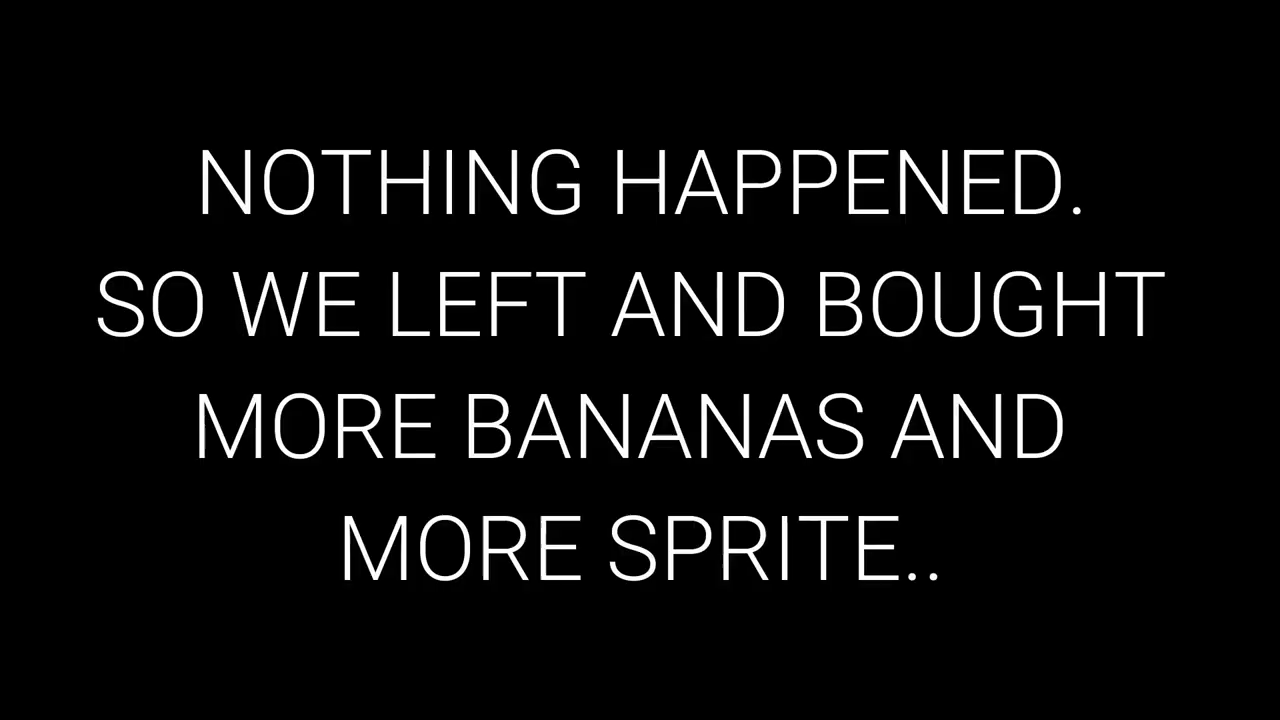 NOTHING HAPPENED.
SO WE LEFT AND BOUGHT
MORE BANANAS AND
MORE SPRITE..